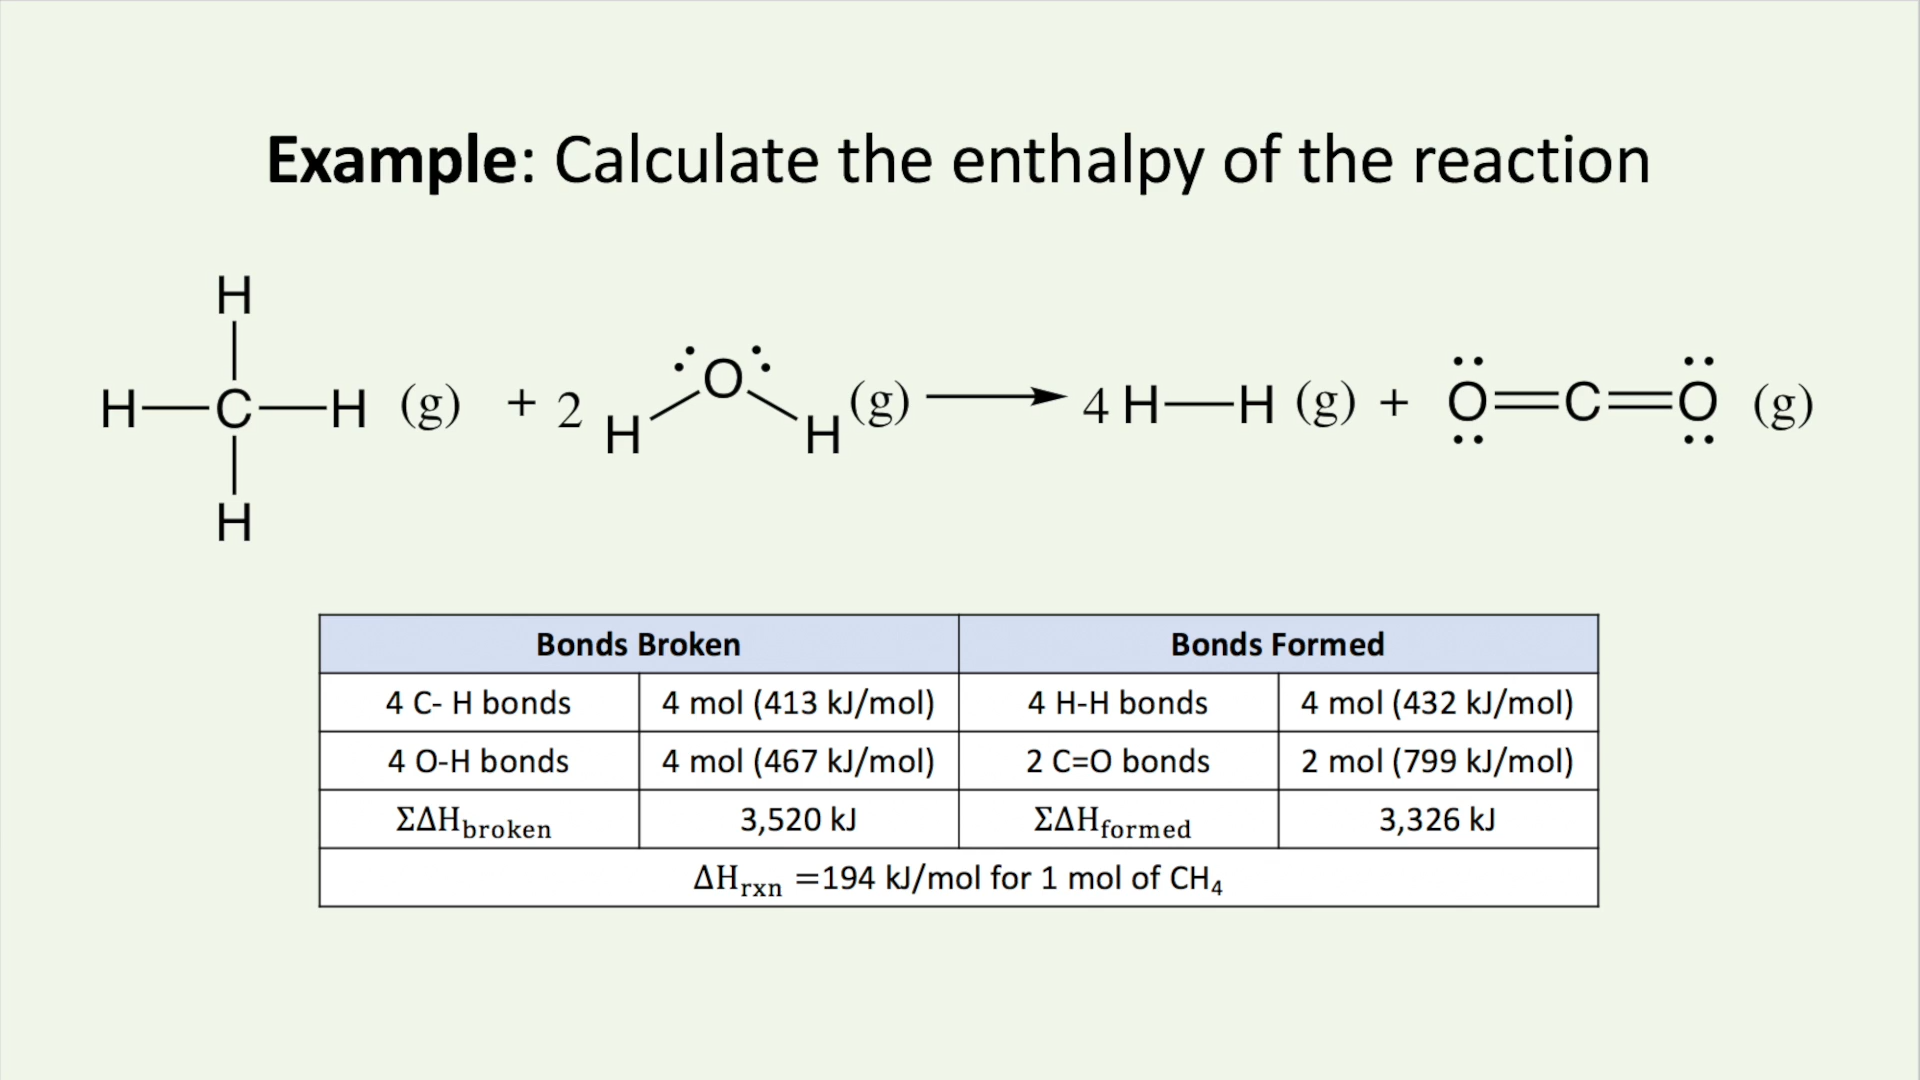 Example: Calculate the enthalpy of the reaction
H
H—C—H (g) + 2 H O H (g) ⟶ 4 H—H (g) + O=C=O (g)
H
Bonds Broken Bonds Formed
4 C- H bonds 4 mol (413 kJ/mol) 4 H-H bonds 4 mol (432 kJ/mol)
4 O-H bonds 4 mol (467 kJ/mol) 2 C=O bonds 2 mol (799 kJ/mol)
ΣΔH_broken 3,520 kJ ΣΔH_formed 3,326 kJ
ΔH_rxn =194 kJ/mol for 1 mol of CH₄